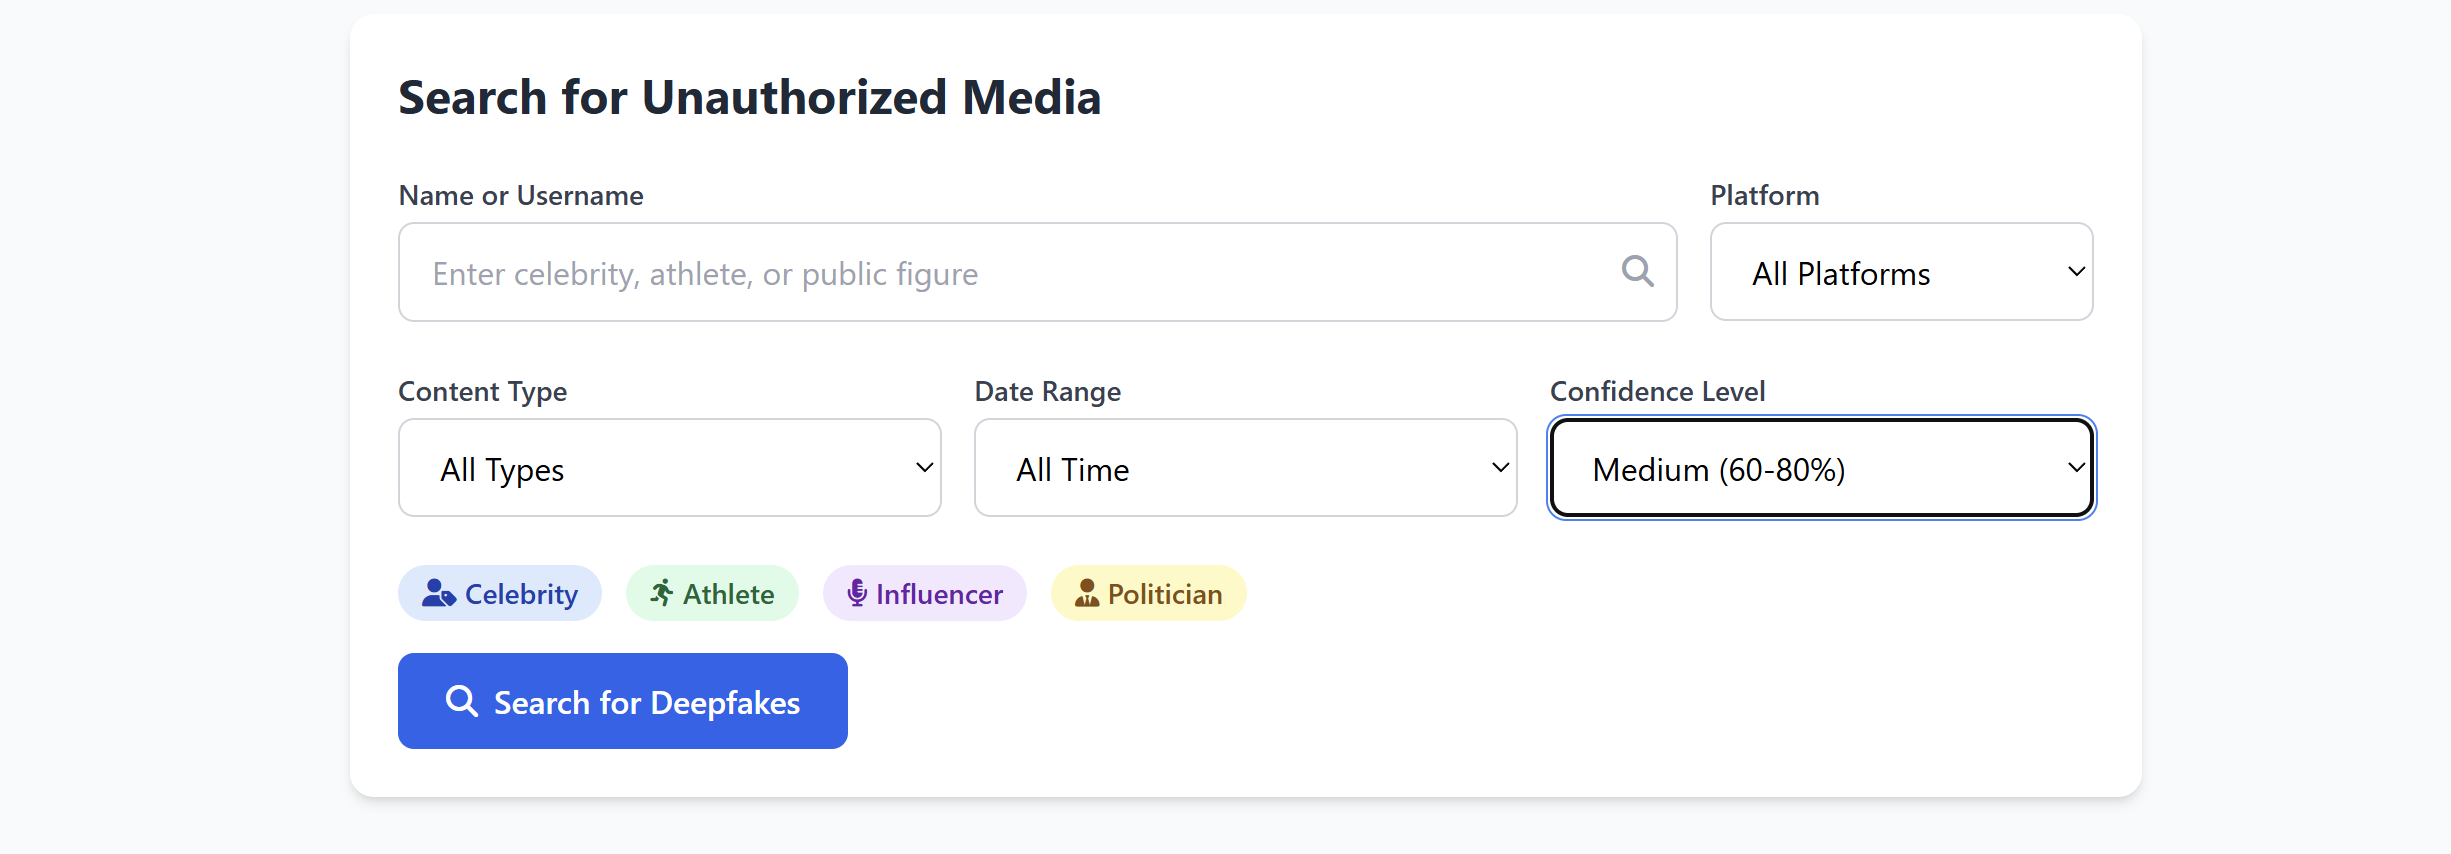 Search for Unauthorized Media
Name or Username
Platform
Enter celebrity, athlete, or public figure
All Platforms
Content Type
Date Range
Confidence Level
All Types
All Time
Medium (60-80%)
Celebrity
Athlete
Influencer
Politician
Search for Deepfakes